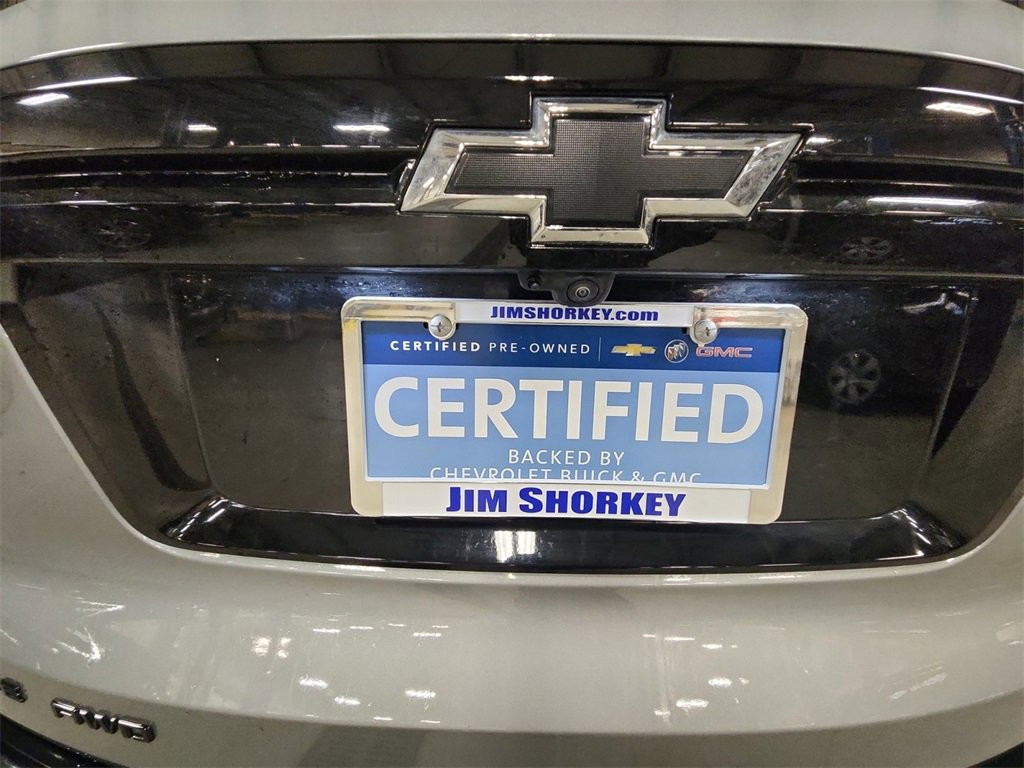 JIMSHORKEY.com
CERTIFIED PRE-OWNED GMC
CERTIFIED
BACKED BY
CHEVROLET BUICK & GMC
JIM SHORKEY
AWD